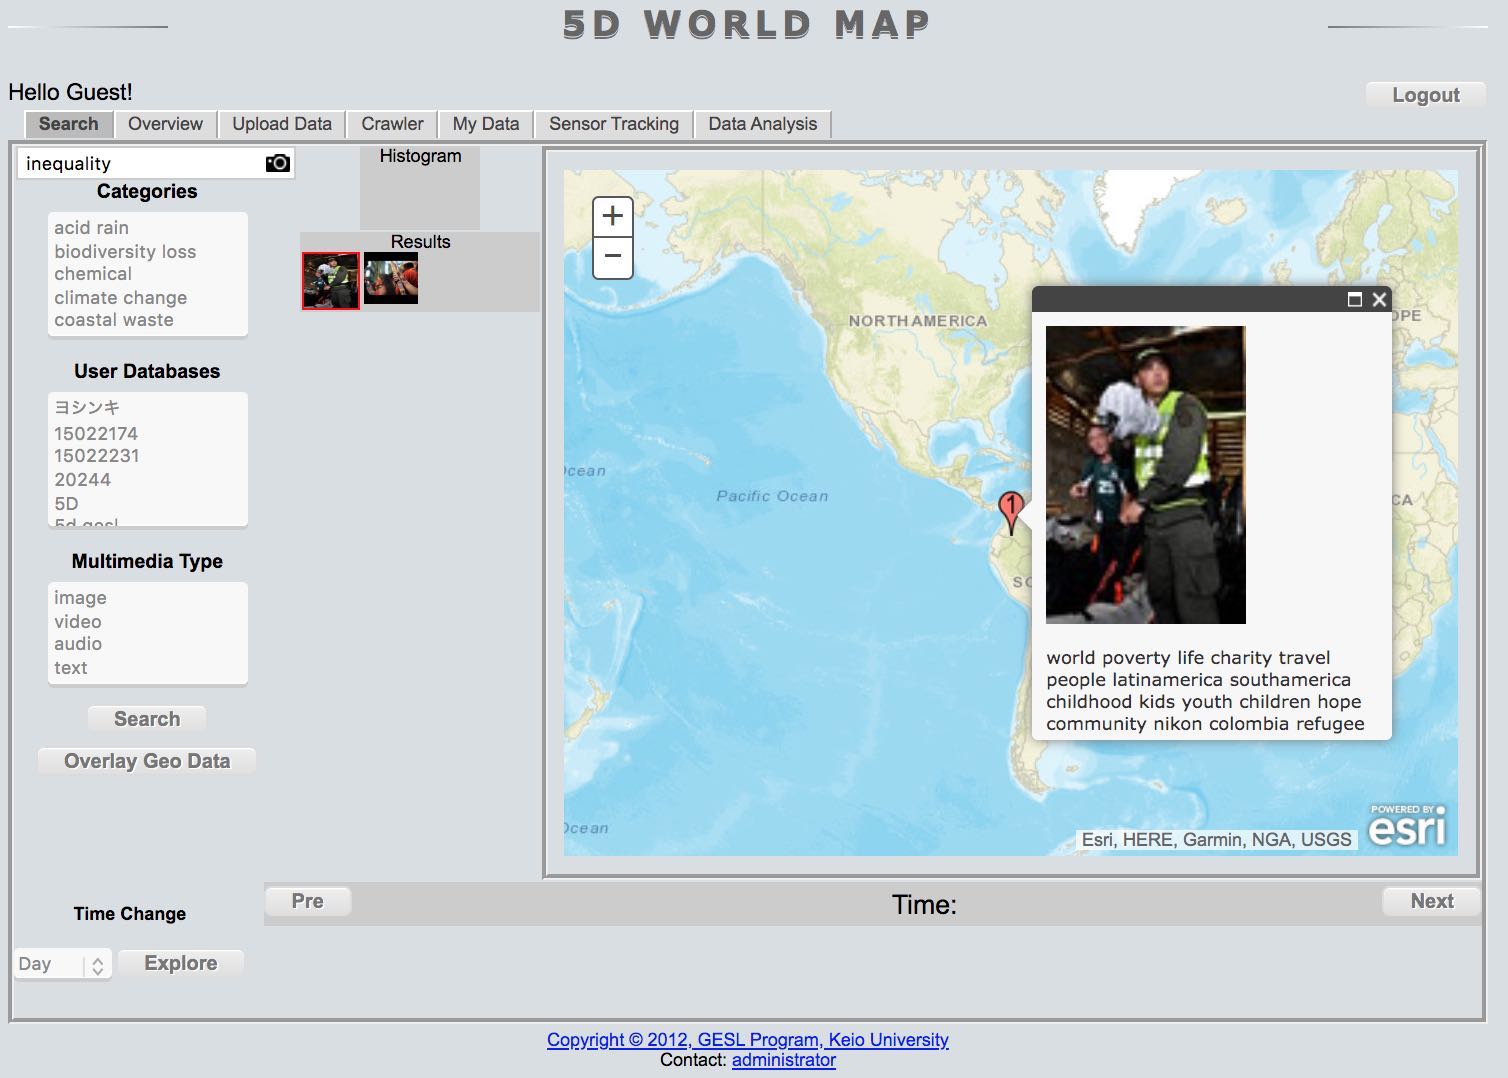 5D WORLD MAP
Hello Guest!
Logout
Search
Overview
Upload Data
Crawler
My Data
Sensor Tracking
Data Analysis
inequality
Categories
acid rain
biodiversity loss
chemical
climate change
coastal waste
User Databases
ヨシンキ
15022174
15022231
20244
5D
5d gesl
Multimedia Type
image
video
audio
text
Search
Overlay Geo Data
Time Change
Day
Explore
Histogram
Results
+
−
NORTH AMERICA
OPE
Ocean
Pacific Ocean
1
CA
SO
Ocean
world poverty life charity travel
people latinamerica southamerica
childhood kids youth children hope
community nikon colombia refugee
POWERED BY
esri
Esri, HERE, Garmin, NGA, USGS
Pre
Time:
Next
Copyright © 2012, GESL Program, Keio University
Contact: administrator